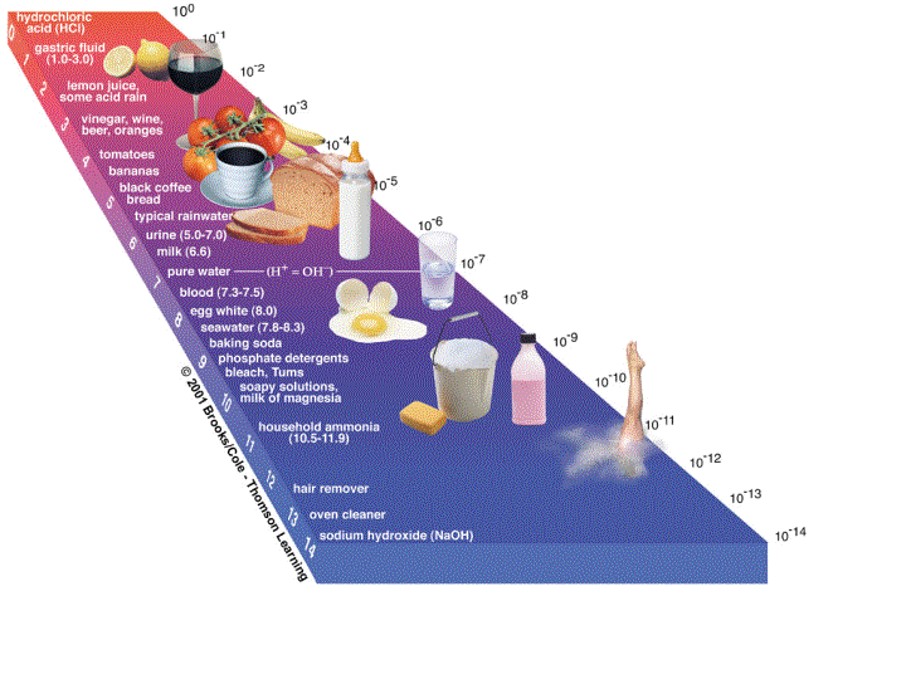 hydrochloric
acid (HCl)
gastric fluid
(1.0-3.0)
lemon juice,
some acid rain
vinegar, wine,
beer, oranges
tomatoes
bananas
black coffee
bread
typical rainwater
urine (5.0-7.0)
milk (6.6)
pure water (H⁺ = OH⁻)
blood (7.3-7.5)
egg white (8.0)
seawater (7.8-8.3)
baking soda
phosphate detergents
bleach, Tums
soapy solutions,
milk of magnesia
household ammonia
(10.5-11.9)
hair remover
oven cleaner
sodium hydroxide (NaOH)
0
1
2
3
4
5
6
7
8
9
10
11
12
13
14
10⁰
10⁻¹
10⁻²
10⁻³
10⁻⁴
10⁻⁵
10⁻⁶
10⁻⁷
10⁻⁸
10⁻⁹
10⁻¹⁰
10⁻¹¹
10⁻¹²
10⁻¹³
10⁻¹⁴
© 2001 Brooks/Cole - Thomson Learning